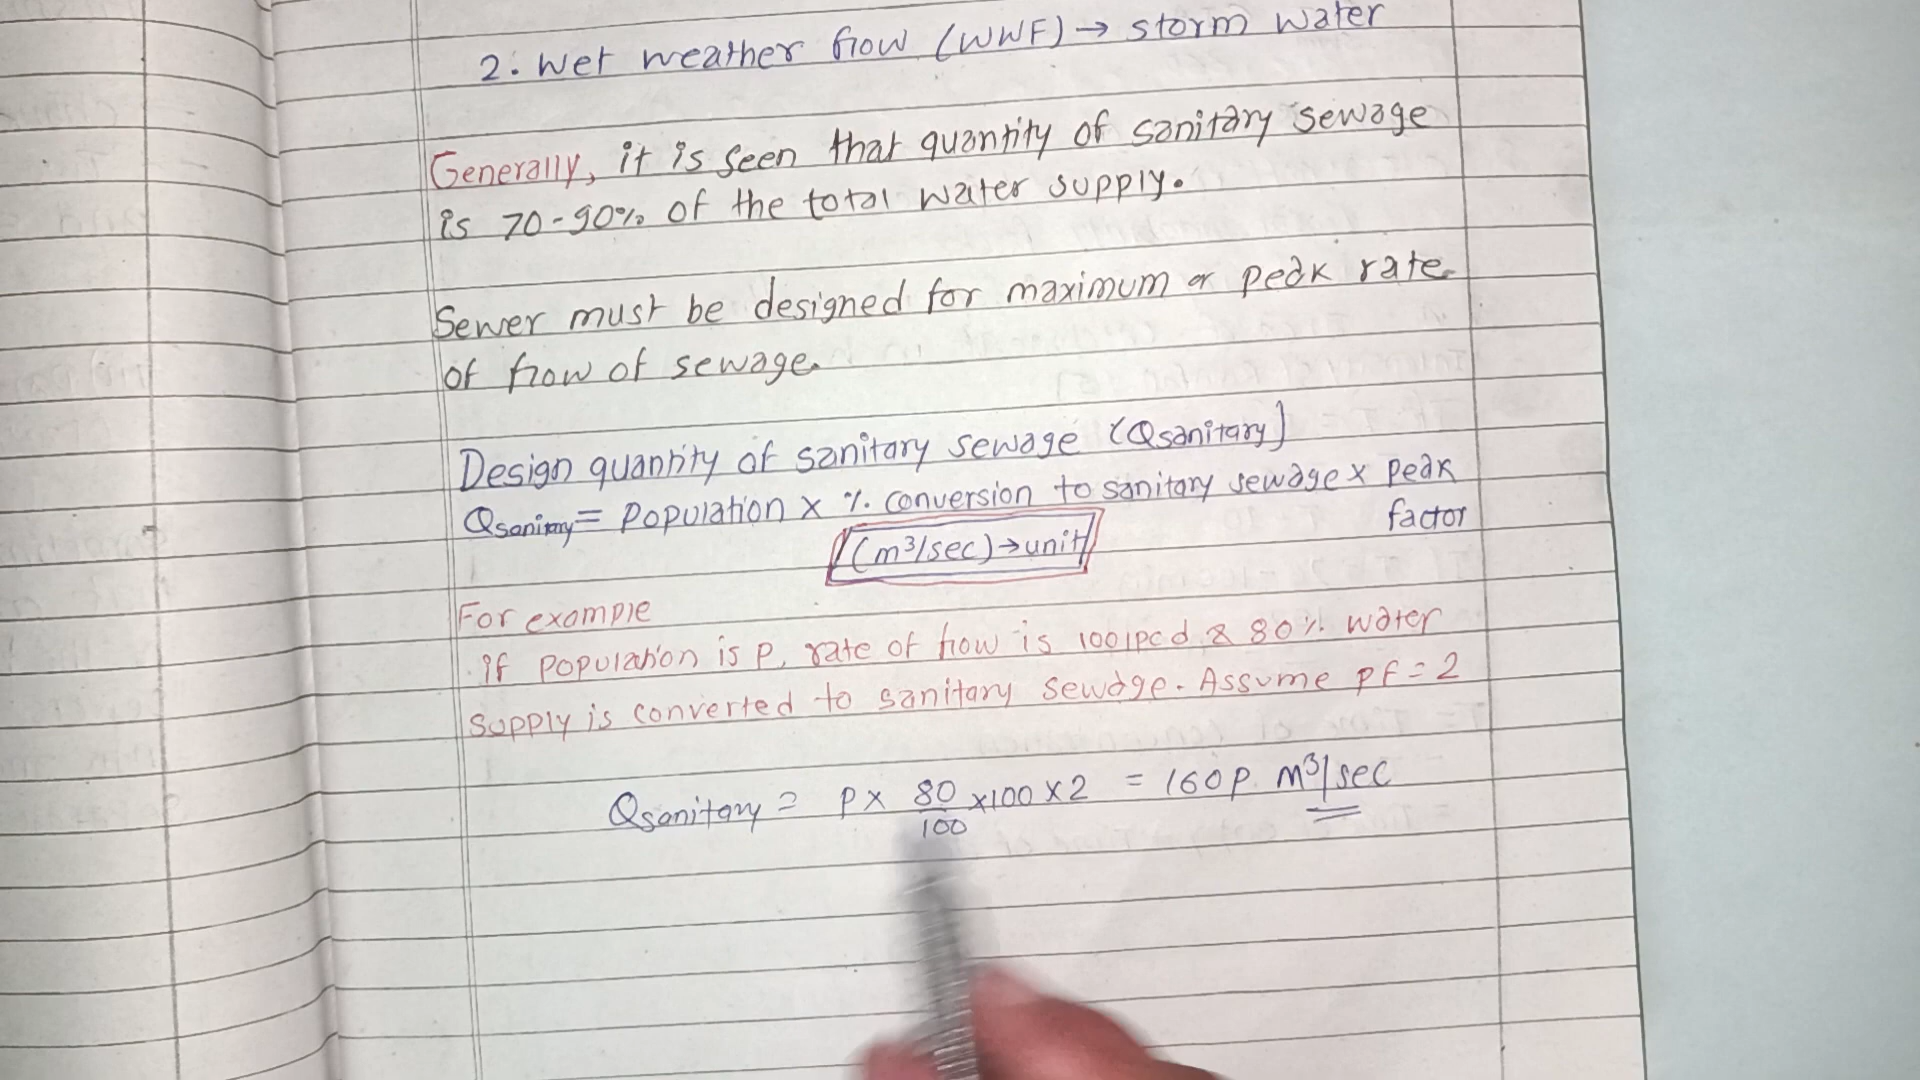 2. Wet weather flow (WWF) → storm water
Generally, it is seen that quantity of sanitary sewage
is 70-90% of the total water supply.
Sewer must be designed for maximum or peak rate
of flow of sewage.
Design quantity of sanitary sewage (Qsanitary)
Qsanitary = Population x % conversion to sanitary sewage x peak
factor
(m³/sec) → unit
For example
If population is P, rate of flow is 100 lpcd & 80% water
supply is converted to sanitary sewage. Assume PF = 2
Qsanitary = P x 80/100 x 100 x 2 = 160P m³/sec